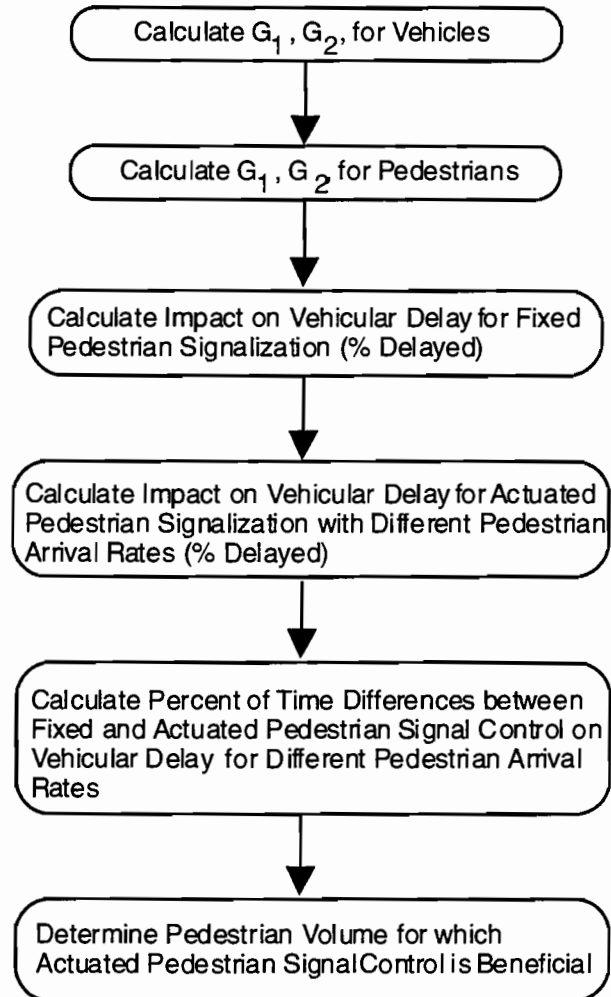 Calculate G1 , G2, for Vehicles
Calculate G1 , G2, for Pedestrians
Calculate Impact on Vehicular Delay for Fixed
Pedestrian Signalization (% Delayed)
Calculate Impact on Vehicular Delay for Actuated
Pedestrian Signalization with Different Pedestrian
Arrival Rates (% Delayed)
Calculate Percent of Time Differences between
Fixed and Actuated Pedestrian Signal Control on
Vehicular Delay for Different Pedestrian Arrival
Rates
Determine Pedestrian Volume for which
Actuated Pedestrian Signal Control is Beneficial